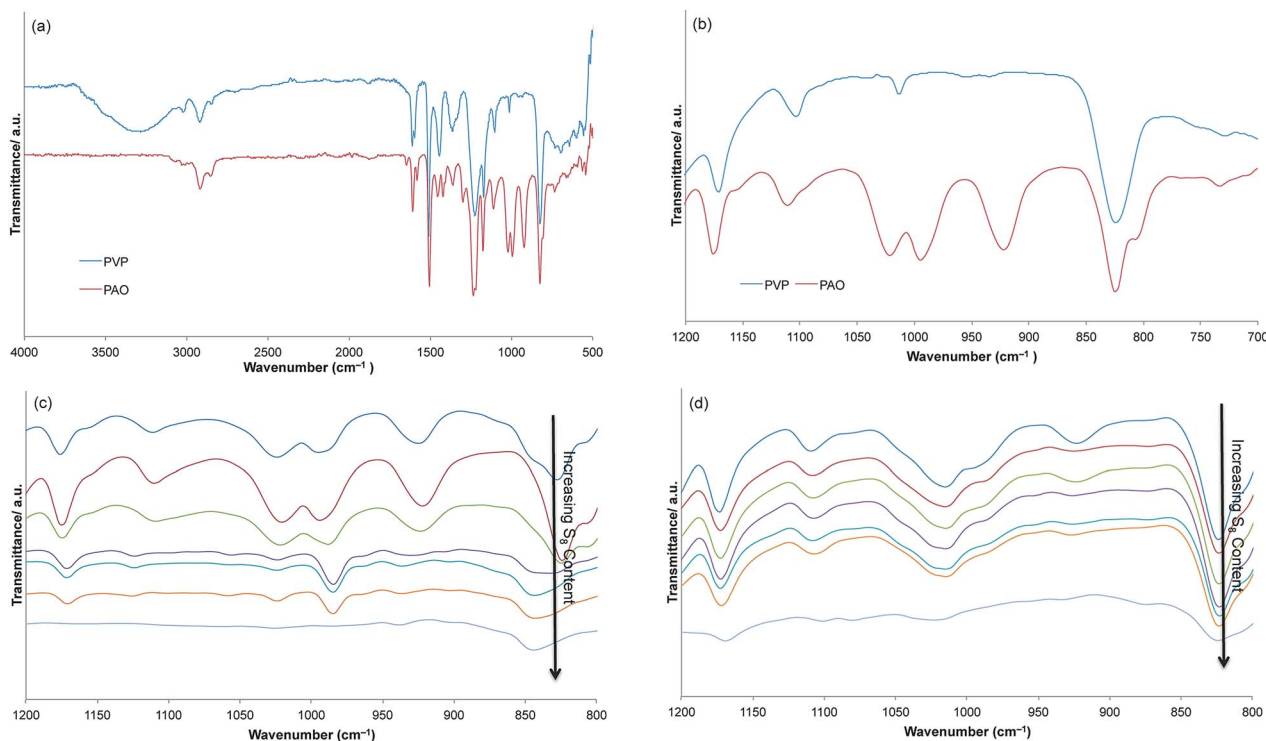 (a)
Transmittance/ a.u.
PVP
PAO
4000 3500 3000 2500 2000 1500 1000 500
Wavenumber (cm⁻¹ )
(b)
Transmittance/ a.u.
PVP PAO
1200 1150 1100 1050 1000 950 900 850 800 750 700
Wavenumber (cm⁻¹)
(c)
Transmittance/ a.u.
Increasing S₈ Content
1200 1150 1100 1050 1000 950 900 850 800
Wavenumber (cm⁻¹)
(d)
Transmittance/ a.u.
Increasing S₈ Content
1200 1150 1100 1050 1000 950 900 850 800
Wavenumber (cm⁻¹)